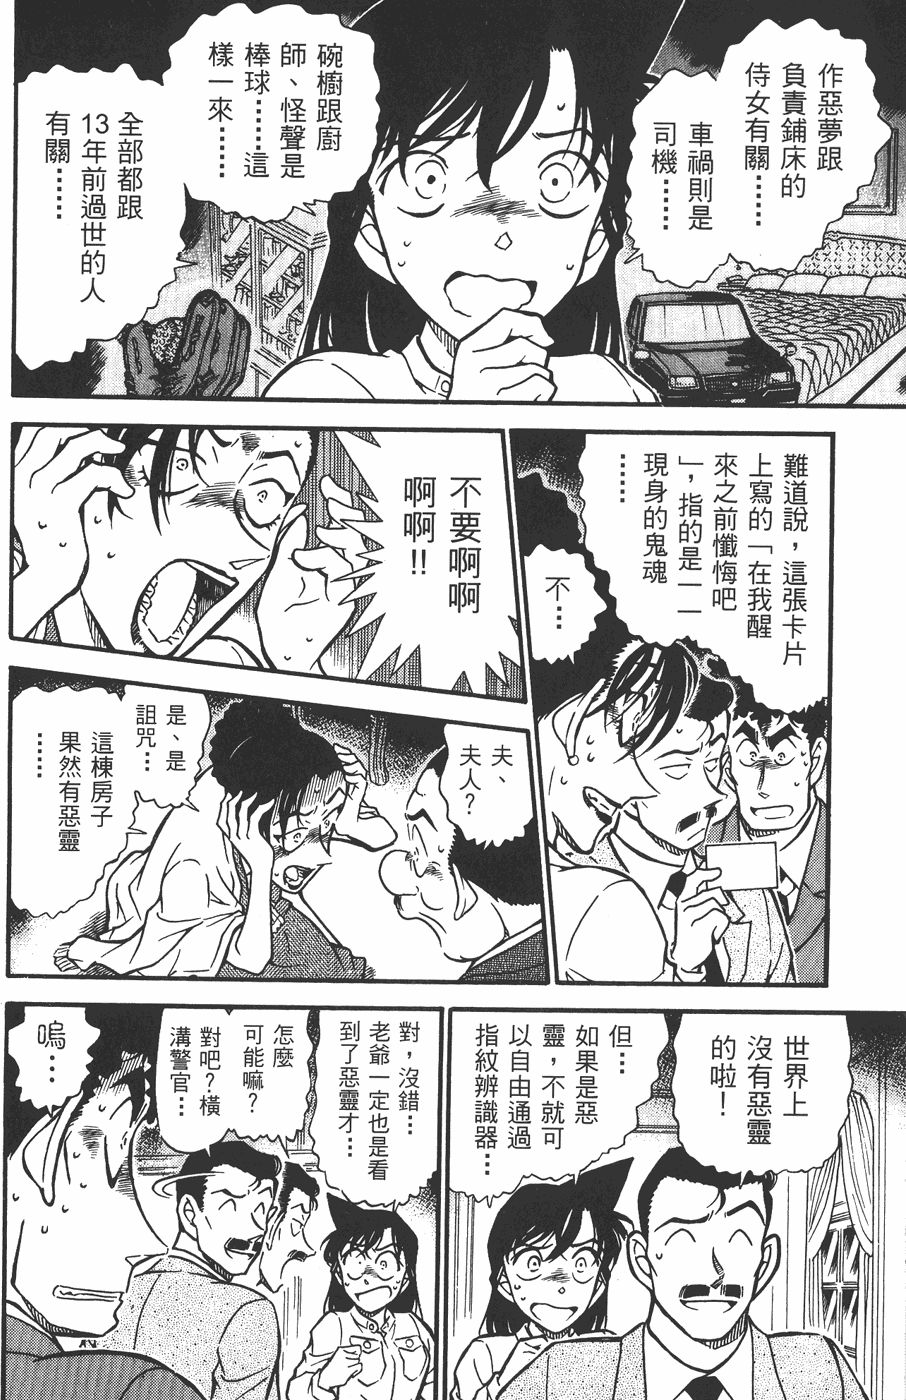 作惡夢跟
負責鋪床的
侍女有關……
車禍則是
司機……
碗櫥跟廚
師、怪聲是
棒球……這
樣一來……
全部都跟
13年前過世的人
有關……
難道說，這張卡片
上寫的「在我醒
來之前懺悔吧
」，指的是——
現身的鬼魂
……
不…
不要啊啊
啊啊!!
夫、
夫人？
是、是
詛咒…
這棟房子
果然有惡靈
……
世界上
沒有惡靈
的啦！
但…
如果是惡
靈，不就可
以自由通過
指紋辨識器…
對，沒錯…
老爺一定也是看
到了惡靈才…
怎麼
可能嘛？
對吧？橫
溝警官…
嗚…